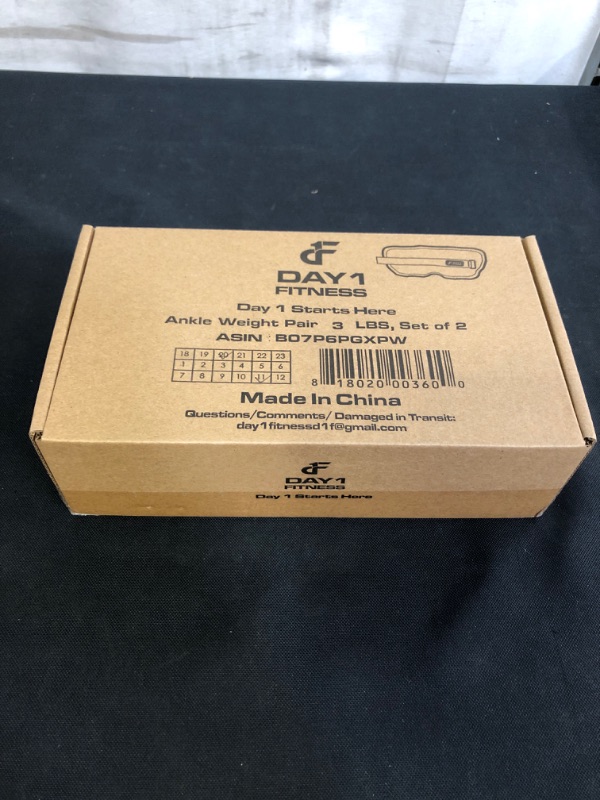 DAY 1
FITNESS
Day 1 Starts Here
Ankle Weight Pair 3 LBS, Set of 2
ASIN : B07P6PGXPW
18 19 20 21 22 23
1 2 3 4 5 6
7 8 9 10 11 12
8 18020 00360 0
Made In China
Questions/Comments/Damaged in Transit:
day1fitnessd1f@gmail.com
DAY 1
FITNESS
Day 1 Starts Here